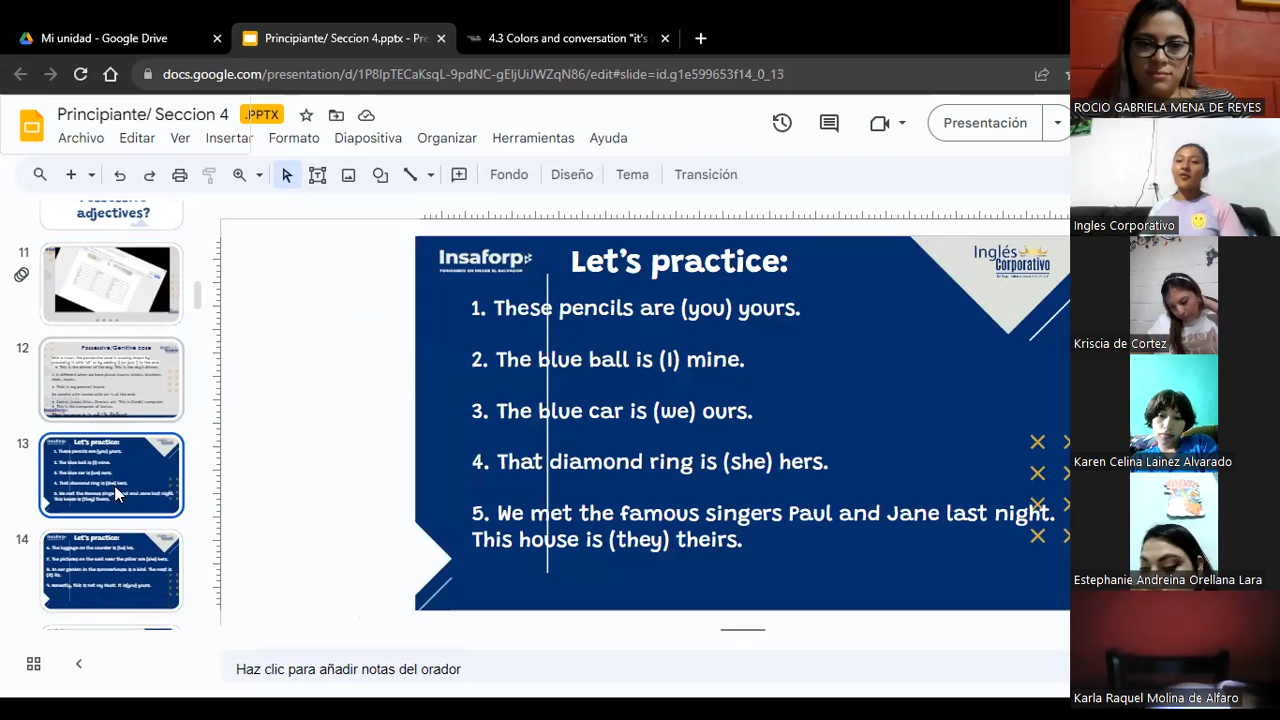 Mi unidad - Google Drive
Principiante/ Seccion 4.pptx - Pre
4.3 Colors and conversation "it's
docs.google.com/presentation/d/1P8IpTECaKsqL-9pdNC-gEljUiJWZqN86/edit#slide=id.g1e599653f14_0_13
Principiante/ Seccion 4 .PPTX
Presentación
Archivo Editar Ver Insertar Formato Diapositiva Organizar Herramientas Ayuda
Fondo Diseño Tema Transición
adjectives?
11
12
Possessive/Genitive case
13
Let's practice:
14
Let's practice:
Insaforp
FORMANDO UN MEJOR EL SALVADOR
Let's practice:
Inglés
Corporativo
1. These pencils are (you) yours.
2. The blue ball is (I) mine.
3. The blue car is (we) ours.
4. That diamond ring is (she) hers.
5. We met the famous singers Paul and Jane last night.
This house is (they) theirs.
Haz clic para añadir notas del orador
ROCIO GABRIELA MENA DE REYES
Ingles Corporativo
Kriscia de Cortez
Karen Celina Lainez Alvarado
Estephanie Andreina Orellana Lara
Karla Raquel Molina de Alfaro